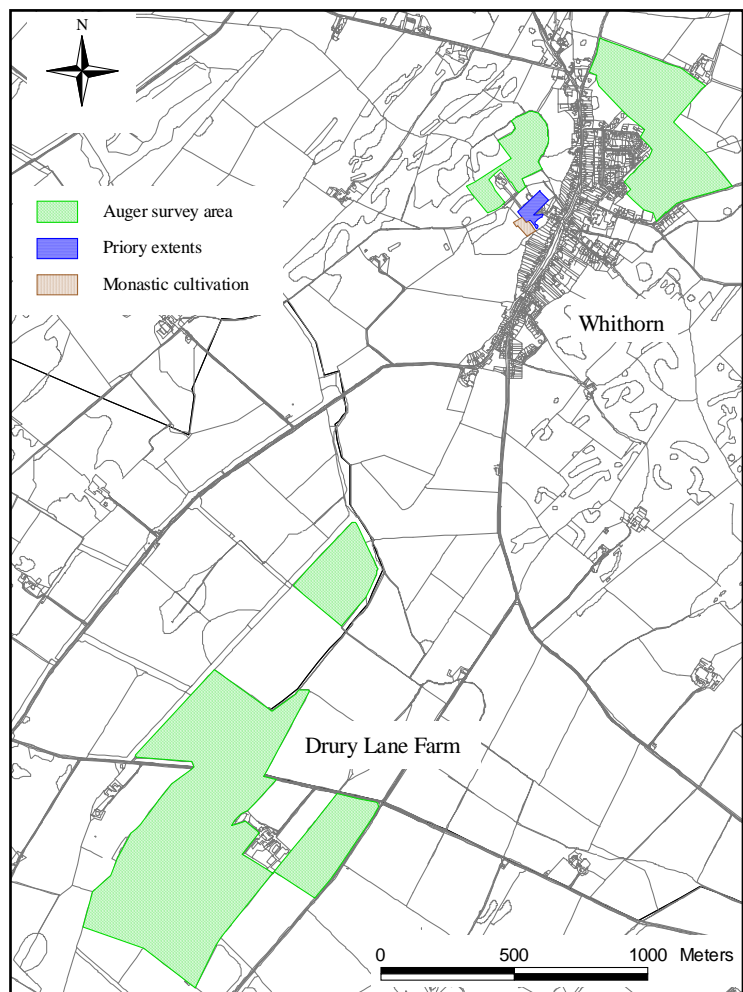 N
Auger survey area
Priory extents
Monastic cultivation
Whithorn
Drury Lane Farm
0 500 1000 Meters